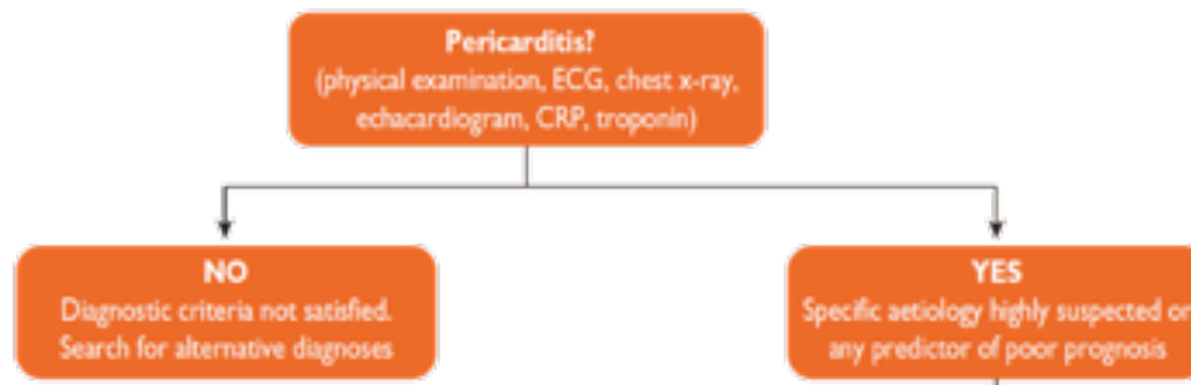 Pericarditis?
(physical examination, ECG, chest x-ray,
echacardiogram, CRP, troponin)
NO
Diagnostic criteria not satisfied.
Search for alternative diagnoses
YES
Specific aetiology highly suspected or
any predictor of poor prognosis